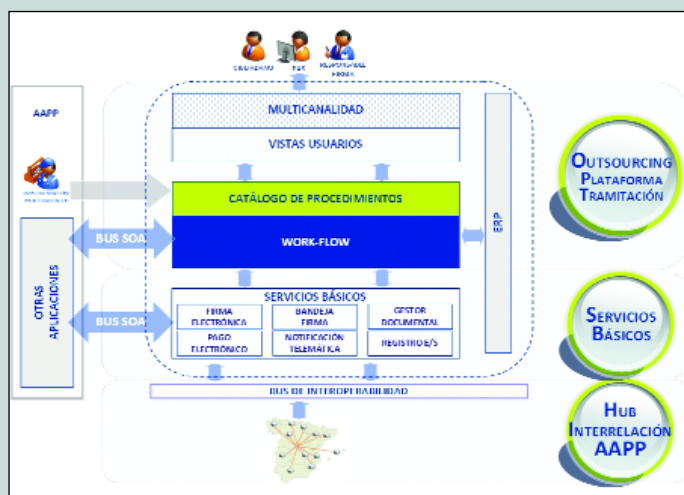 CIUDADANO
RESPONSABLE
FIRMA
AAPP
MULTICANALIDAD
VISTAS USUARIOS
CATÁLOGO DE PROCEDIMIENTOS
WORK-FLOW
ERP
BUS SOA
OTRAS
APLICACIONES
BUS SOA
SERVICIOS BÁSICOS
FIRMA
ELECTRÓNICA
BANDEJA
FIRMA
GESTOR
DOCUMENTAL
PAGO
ELECTRÓNICO
NOTIFICACIÓN
TELEMÁTICA
REGISTRO E/S
BUS DE INTEROPERABILIDAD
OUTSOURCING
PLATAFORMA
TRAMITACIÓN
SERVICIOS
BÁSICOS
HUB
INTERRELACIÓN
AAPP